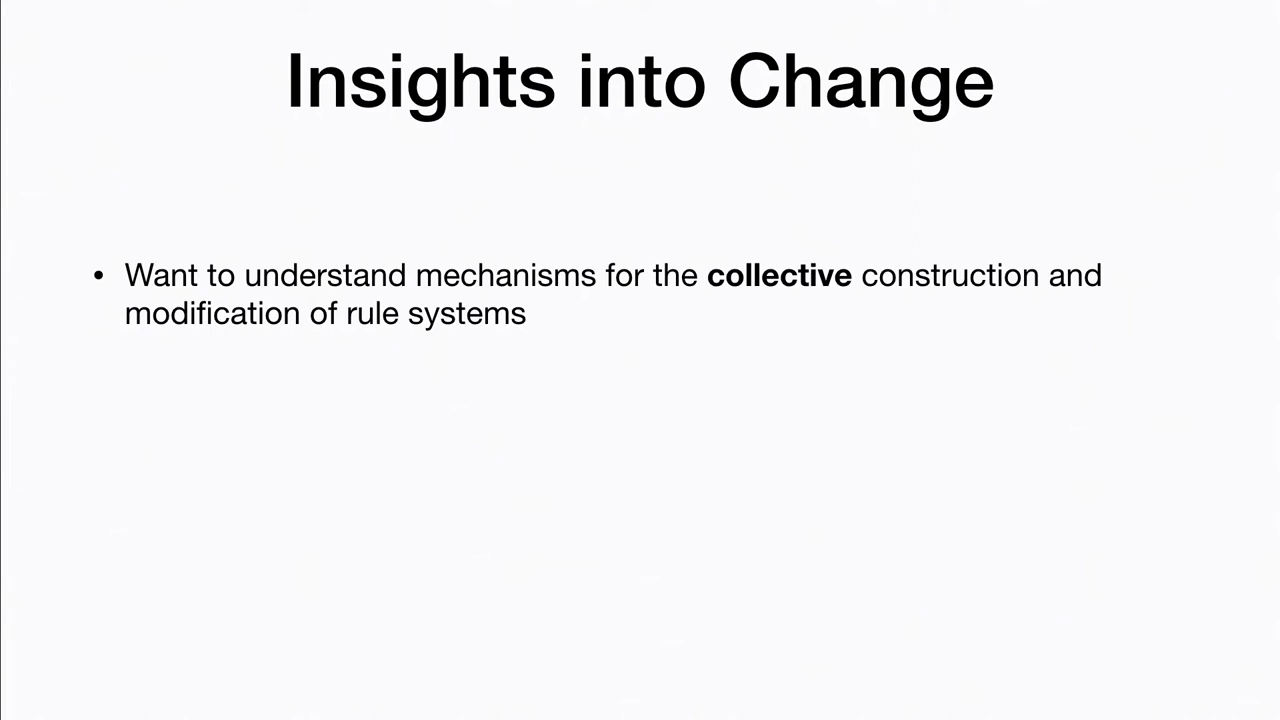 Insights into Change
• Want to understand mechanisms for the collective construction and
modification of rule systems